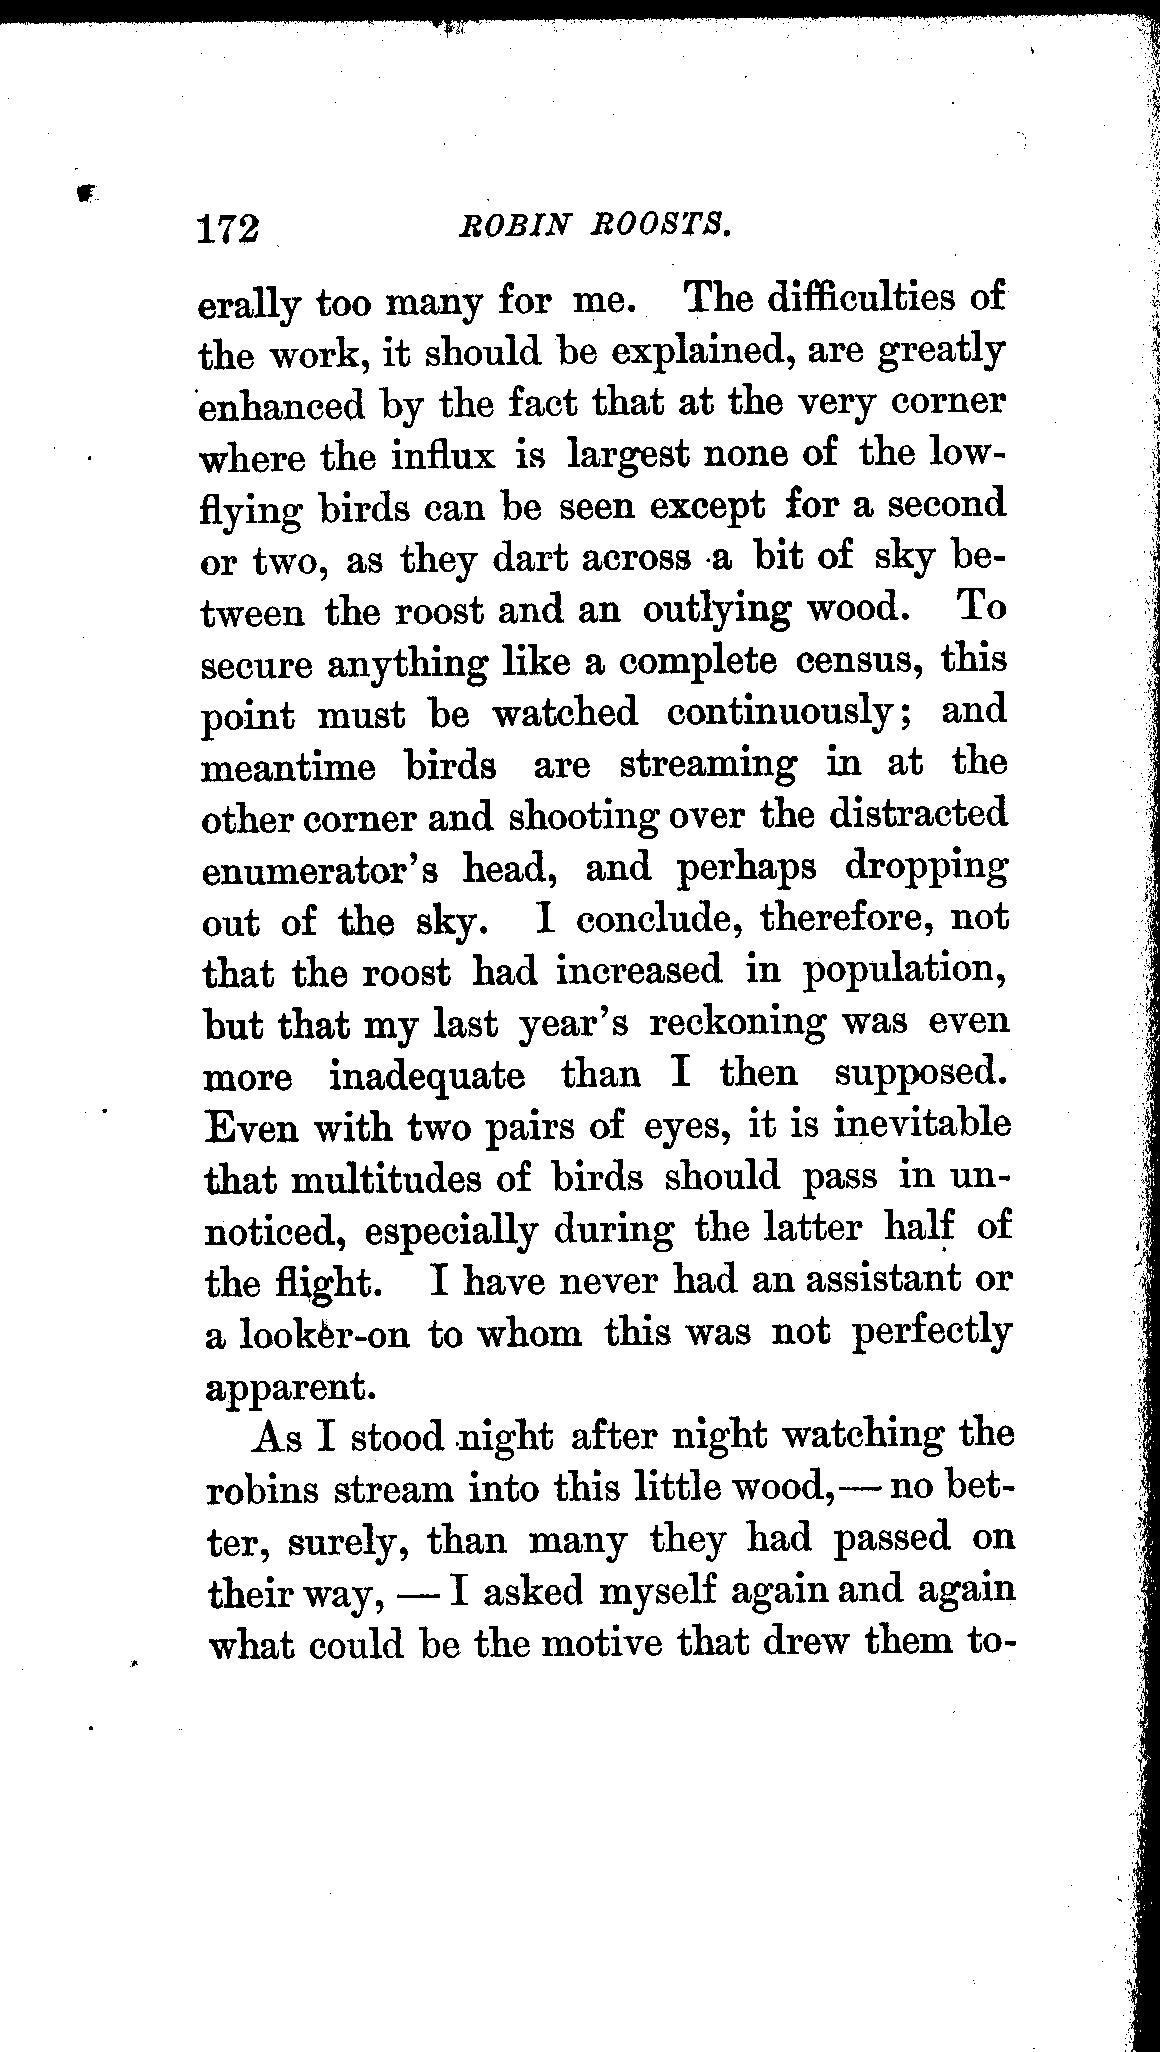 172 ROBIN ROOSTS.
erally too many for me. The difficulties of
the work, it should be explained, are greatly
enhanced by the fact that at the very corner
where the influx is largest none of the low-
flying birds can be seen except for a second
or two, as they dart across a bit of sky be-
tween the roost and an outlying wood. To
secure anything like a complete census, this
point must be watched continuously; and
meantime birds are streaming in at the
other corner and shooting over the distracted
enumerator's head, and perhaps dropping
out of the sky. I conclude, therefore, not
that the roost had increased in population,
but that my last year's reckoning was even
more inadequate than I then supposed.
Even with two pairs of eyes, it is inevitable
that multitudes of birds should pass in un-
noticed, especially during the latter half of
the flight. I have never had an assistant or
a looker-on to whom this was not perfectly
apparent.
As I stood night after night watching the
robins stream into this little wood,— no bet-
ter, surely, than many they had passed on
their way, — I asked myself again and again
what could be the motive that drew them to-